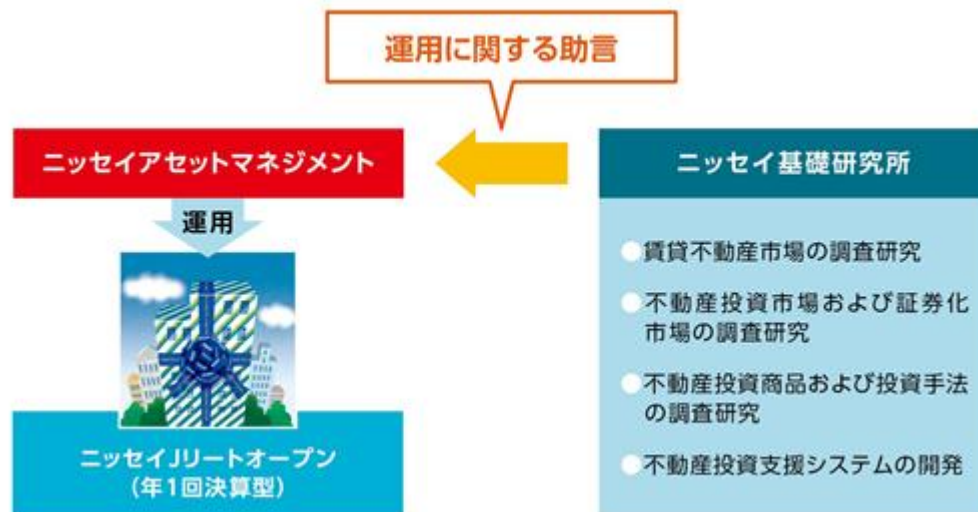 運用に関する助言
ニッセイアセットマネジメント
運用
ニッセイJリートオープン
(年1回決算型)
ニッセイ基礎研究所
●賃貸不動産市場の調査研究
●不動産投資市場および証券化
市場の調査研究
●不動産投資商品および投資手法
の調査研究
●不動産投資支援システムの開発